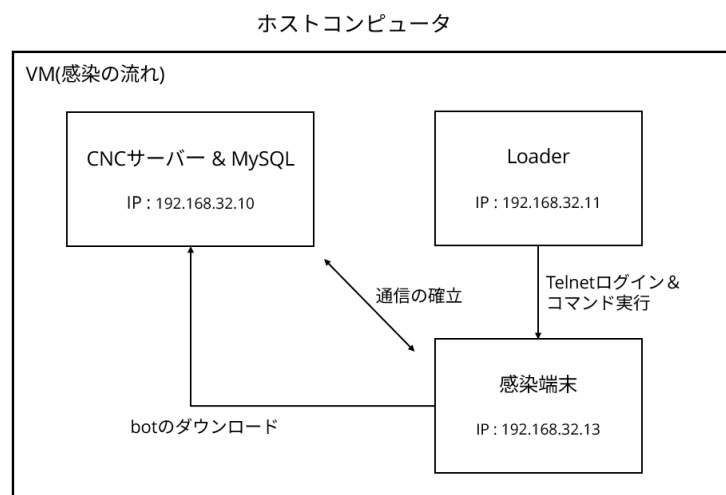 ホストコンピュータ
VM(感染の流れ)
CNCサーバー & MySQL
IP : 192.168.32.10
Loader
IP : 192.168.32.11
Telnetログイン &
コマンド実行
通信の確立
感染端末
IP : 192.168.32.13
botのダウンロード